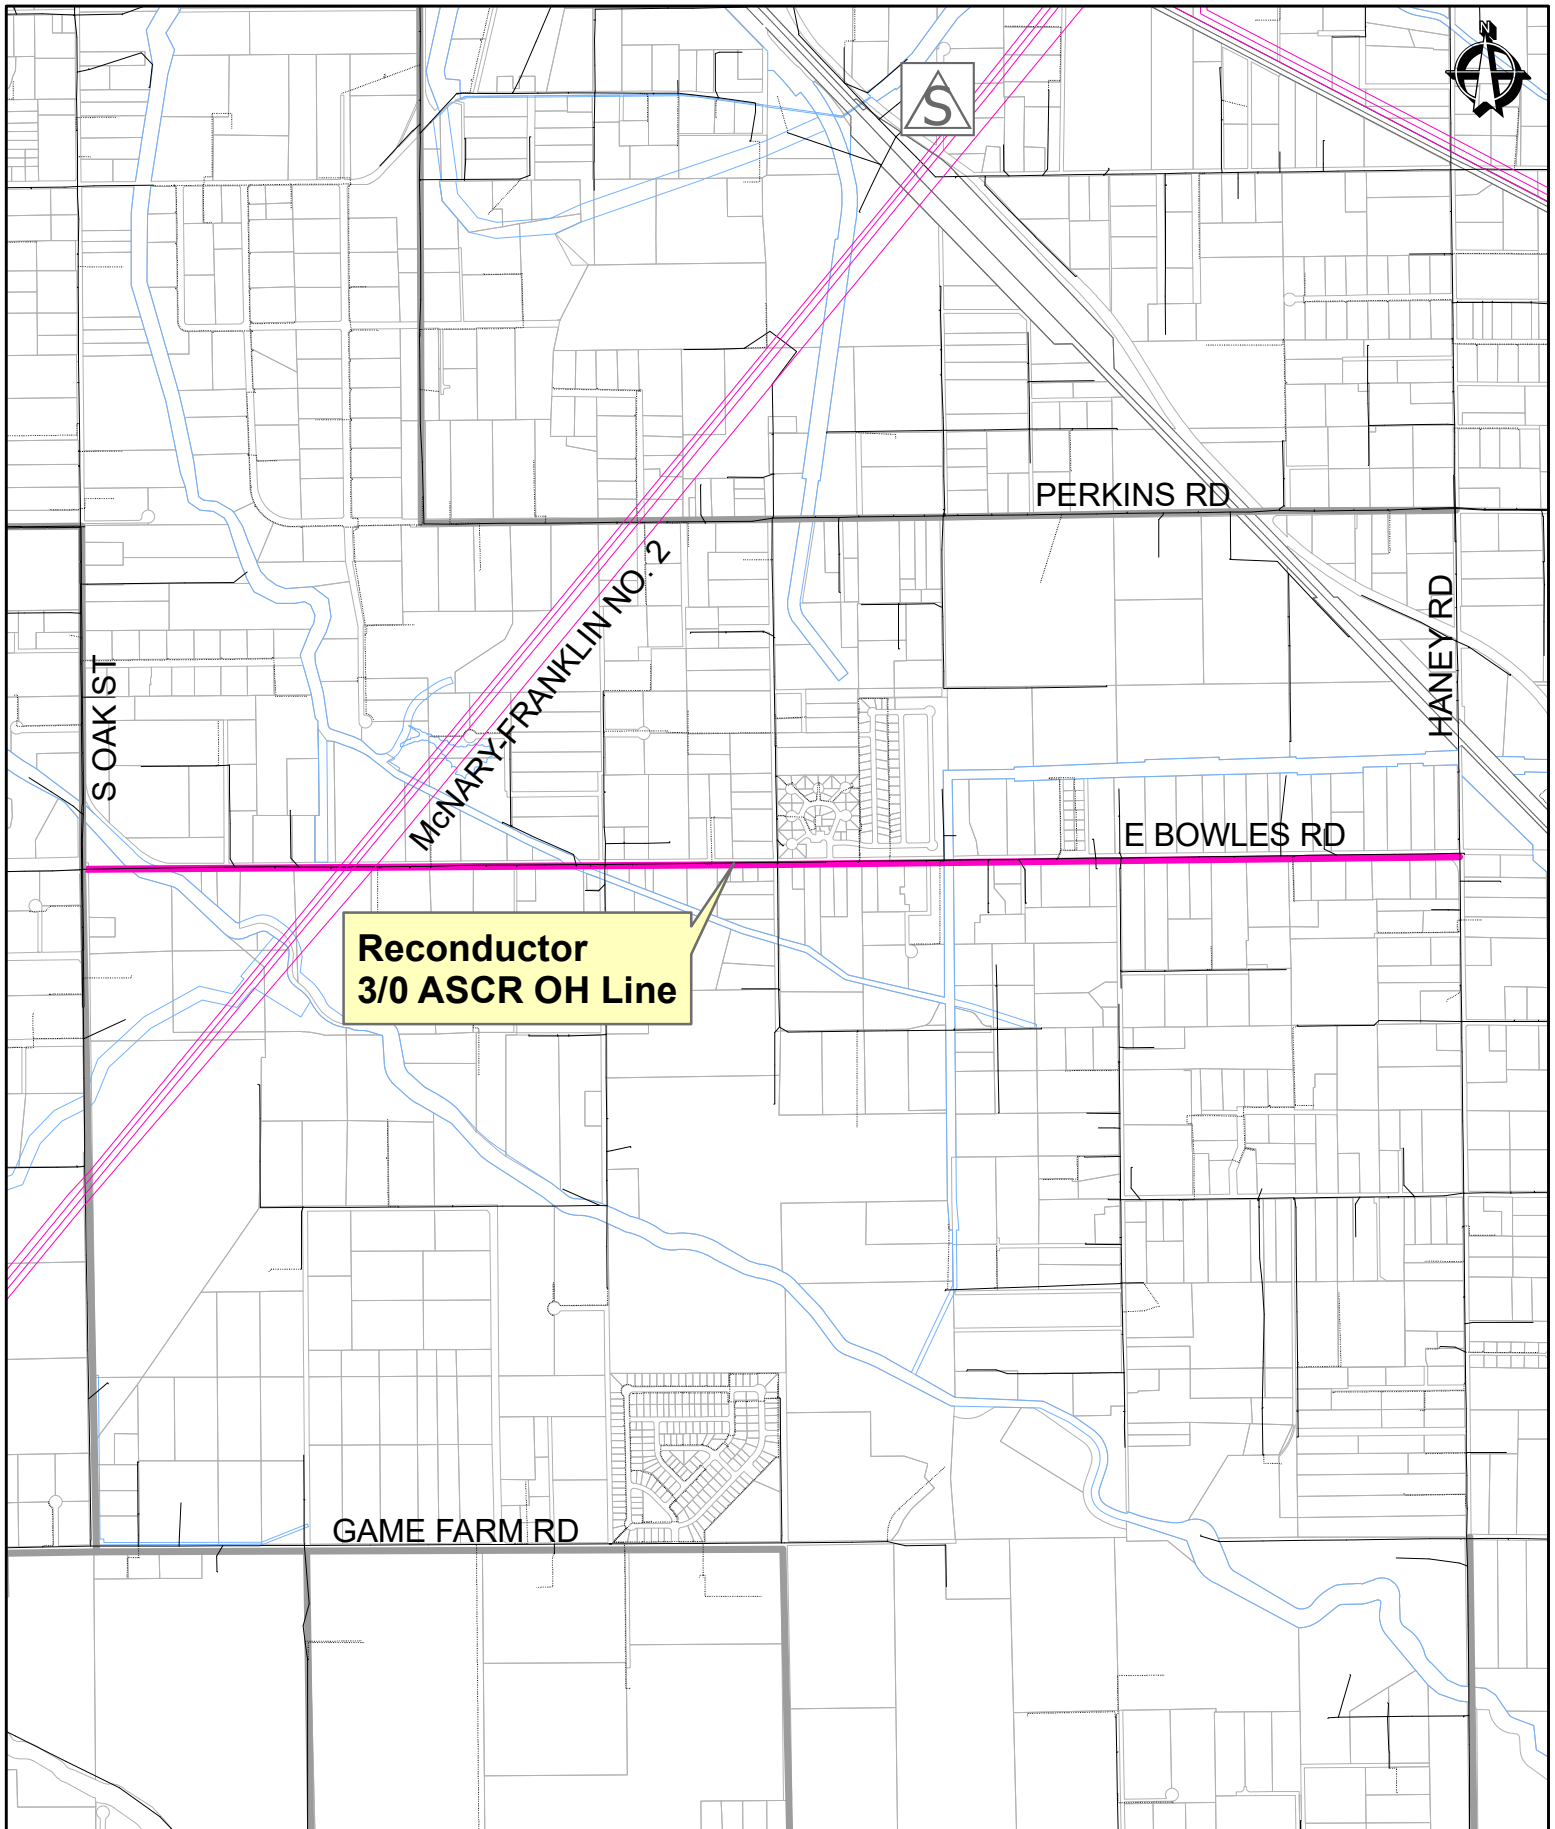 N
S
PERKINS RD
McNARY-FRANKLIN NO. 2
HANEY RD
S OAK ST
E BOWLES RD
Reconductor
3/0 ASCR OH Line
GAME FARM RD